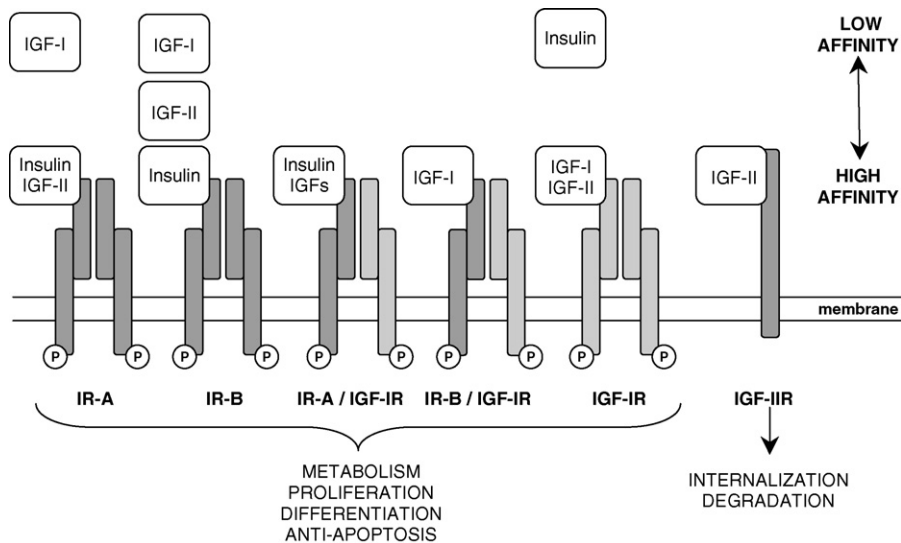 IGF-I
IGF-I
Insulin
LOW
AFFINITY
IGF-II
Insulin
IGF-II
Insulin
Insulin
IGFs
IGF-I
IGF-I
IGF-II
IGF-II
HIGH
AFFINITY
membrane
P
P
P
P
P
P
P
P
P
P
IR-A
IR-B
IR-A / IGF-IR
IR-B / IGF-IR
IGF-IR
IGF-IIR
METABOLISM
PROLIFERATION
DIFFERENTIATION
ANTI-APOPTOSIS
INTERNALIZATION
DEGRADATION